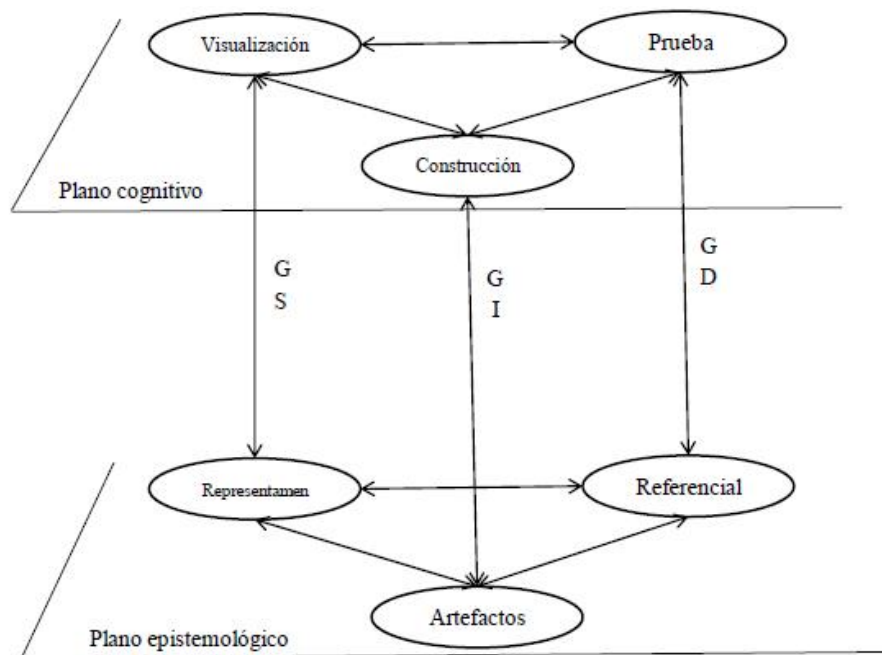 Visualización
Prueba
Construcción
Plano cognitivo
G
S
G
I
G
D
Representamen
Referencial
Artefactos
Plano epistemológico